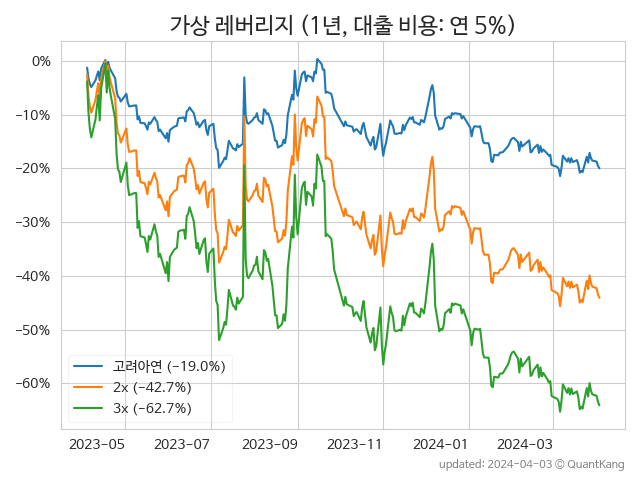 가상 레버리지 (1년, 대출 비용: 연 5%)
0%
−10%
−20%
−30%
−40%
−50%
−60%
고려아연 (−19.0%)
2x (−42.7%)
3x (−62.7%)
2023-05 2023-07 2023-09 2023-11 2024-01 2024-03
updated: 2024-04-03 © QuantKang